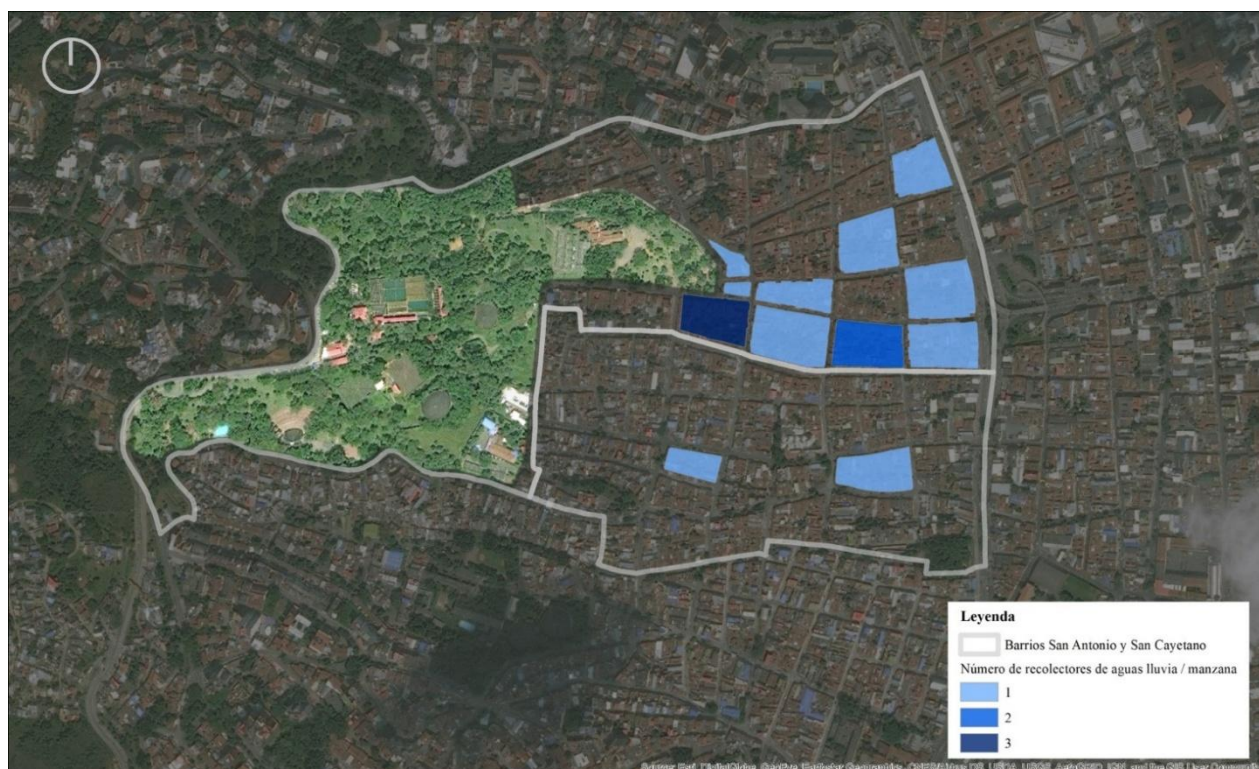 Leyenda
Barrios San Antonio y San Cayetano
Número de recolectores de aguas lluvia / manzana
1
2
3